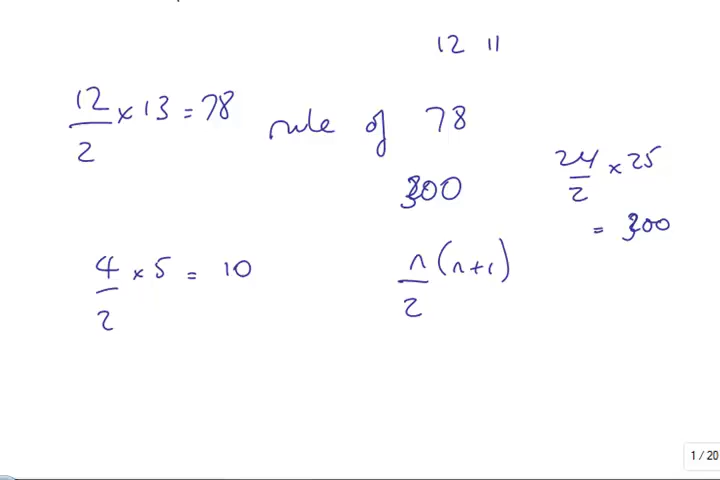 12 11
12/2 × 13 = 78
rule of 78
300
24/2 × 25
= 300
4/2 × 5 = 10
n/2 (n+1)
1 / 20